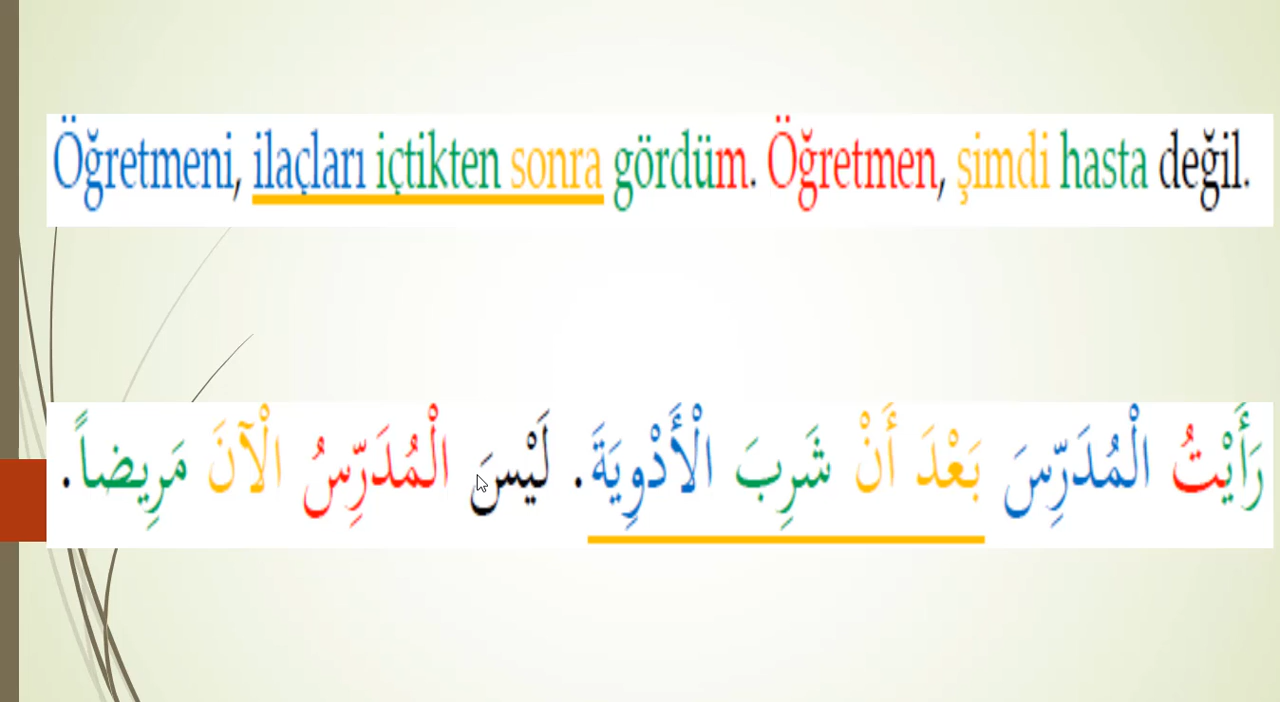 Öğretmeni, ilaçları içtikten sonra gördüm. Öğretmen, şimdi hasta değil.
رَأَيْتُ الْمُدَرِّسَ بَعْدَ أَنْ شَرِبَ الْأَدْوِيَةَ. لَيْسَ الْمُدَرِّسُ الْآنَ مَرِيضاً.